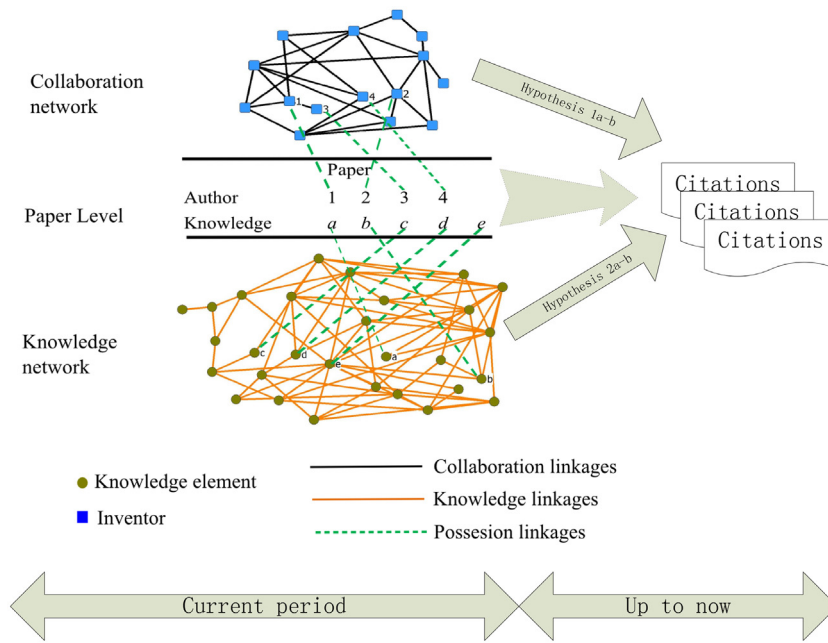 Collaboration
network
1
3
4
2
Hypothesis 1a-b
Paper
Paper Level
Author 1 2 3 4
Knowledge a b c d e
Citations
Citations
Citations
Hypothesis 2a-b
Knowledge
network
c
d
e
a
b
Knowledge element
Inventor
Collaboration linkages
Knowledge linkages
Possesion linkages
Current period
Up to now